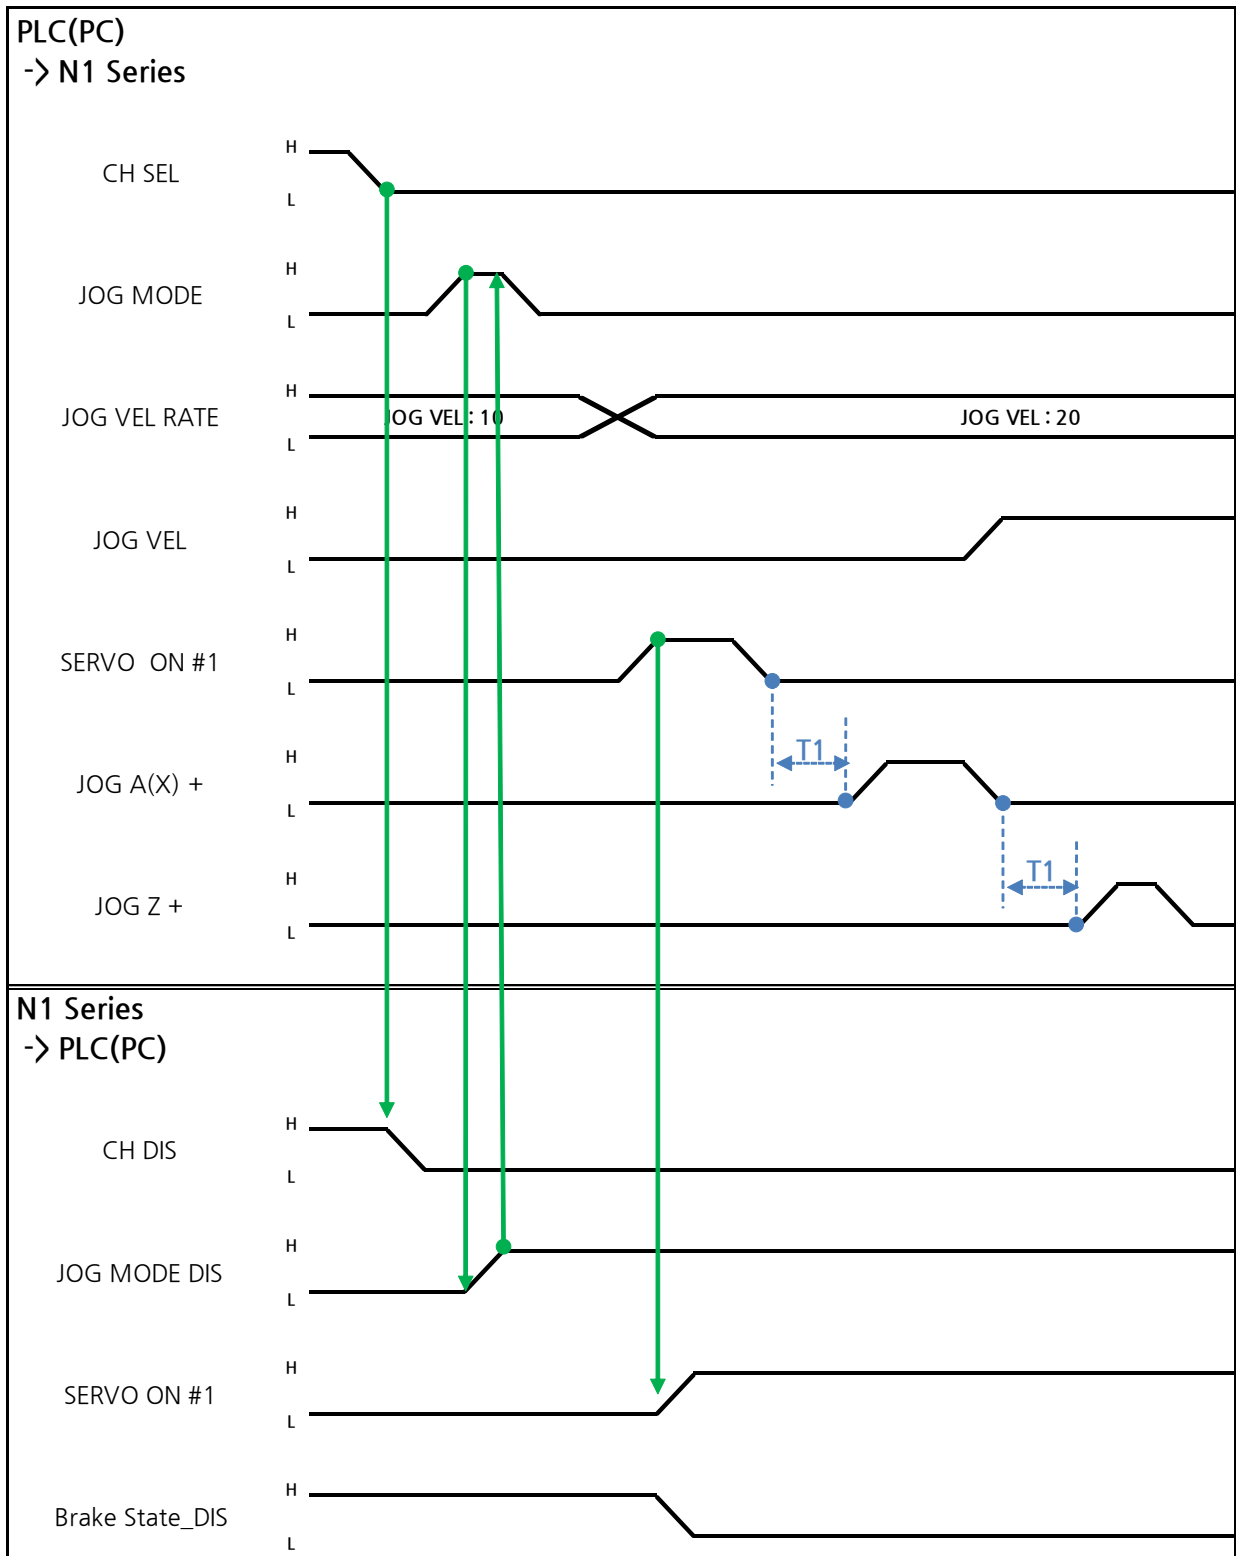 PLC(PC)
-> N1 Series
H
CH SEL
L
H
JOG MODE
L
H
JOG VEL RATE
JOG VEL : 10
JOG VEL : 20
L
H
JOG VEL
L
H
SERVO ON #1
L
T1
H
JOG A(X) +
L
T1
H
JOG Z +
L
N1 Series
-> PLC(PC)
H
CH DIS
L
H
JOG MODE DIS
L
H
SERVO ON #1
L
H
Brake State_DIS
L